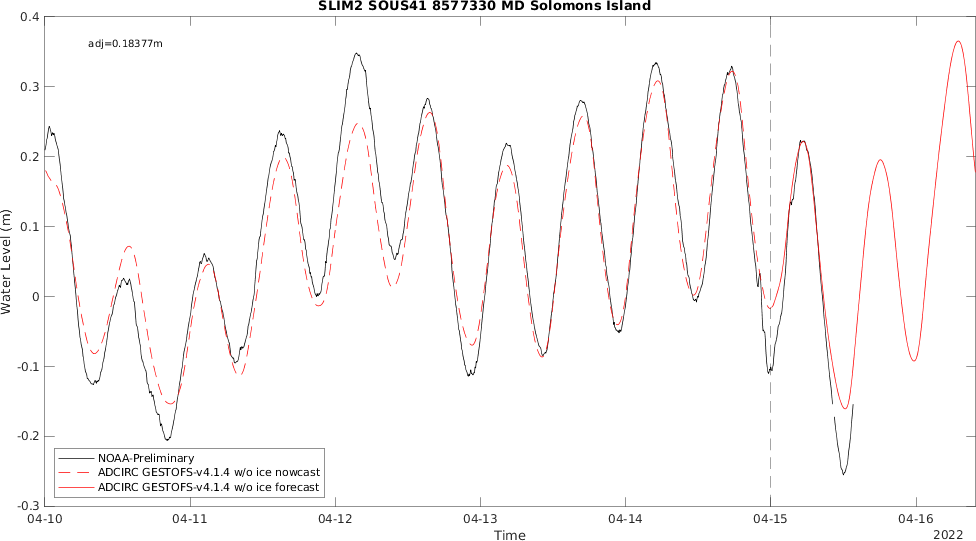 SLIM2 SOUS41 8577330 MD Solomons Island
adj=0.18377m
0.4
0.3
0.2
0.1
0
-0.1
-0.2
-0.3
Water Level (m)
NOAA-Preliminary
ADCIRC GESTOFS-v4.1.4 w/o ice nowcast
ADCIRC GESTOFS-v4.1.4 w/o ice forecast
04-10 04-11 04-12 04-13 04-14 04-15 04-16
Time
2022